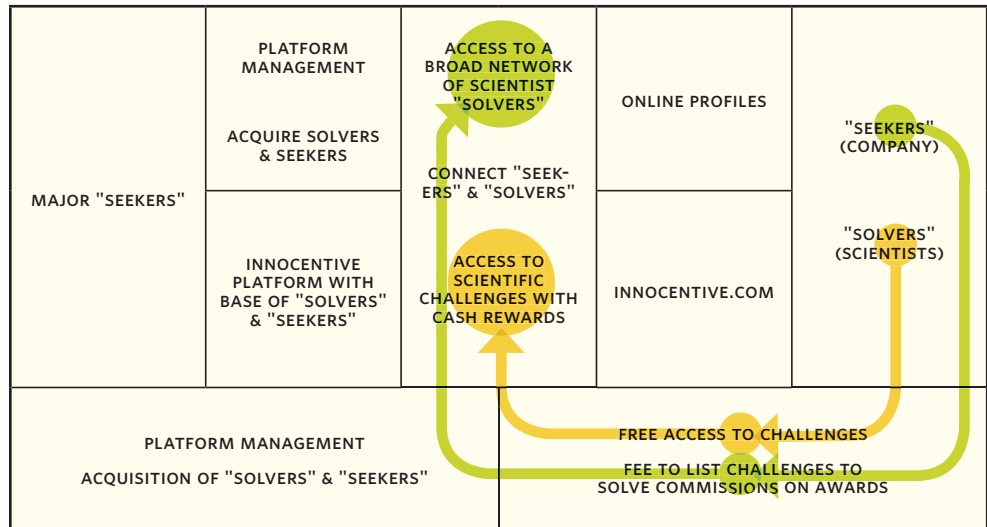 MAJOR "SEEKERS"
PLATFORM
MANAGEMENT
ACQUIRE SOLVERS
& SEEKERS
INNOCENTIVE
PLATFORM WITH
BASE OF "SOLVERS"
& "SEEKERS"
ACCESS TO A
BROAD NETWORK
OF SCIENTIST
"SOLVERS"
CONNECT "SEEK-
ERS" & "SOLVERS"
ACCESS TO
SCIENTIFIC
CHALLENGES WITH
CASH REWARDS
ONLINE PROFILES
INNOCENTIVE.COM
"SEEKERS"
(COMPANY)
"SOLVERS"
(SCIENTISTS)
PLATFORM MANAGEMENT
ACQUISITION OF "SOLVERS" & "SEEKERS"
FREE ACCESS TO CHALLENGES
FEE TO LIST CHALLENGES TO
SOLVE COMMISSIONS ON AWARDS